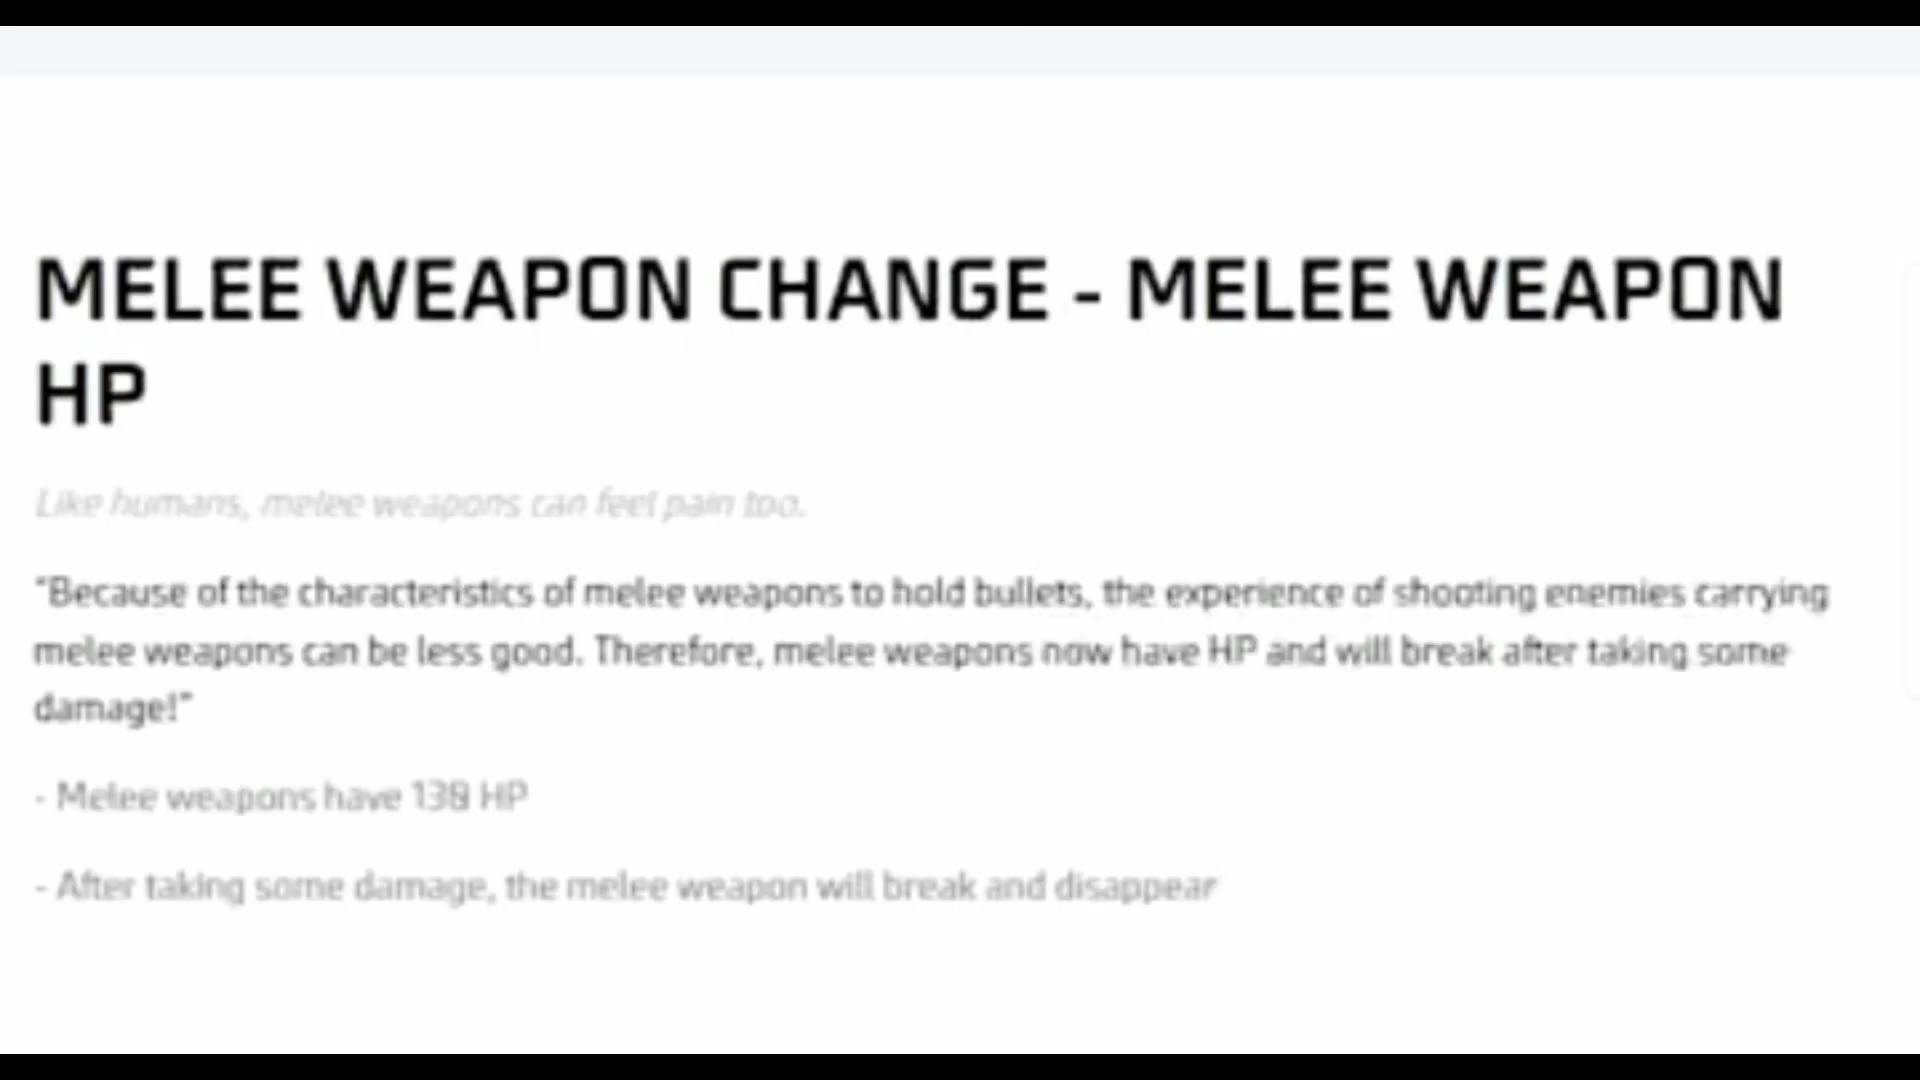 MELEE WEAPON CHANGE - MELEE WEAPON
HP
Like humans, melee weapons can feel pain too.
"Because of the characteristics of melee weapons to hold bullets, the experience of shooting enemies carrying
melee weapons can be less good. Therefore, melee weapons now have HP and will break after taking some
damage!"
- Melee weapons have HP
- After taking some damage, the melee weapon will break and disappear